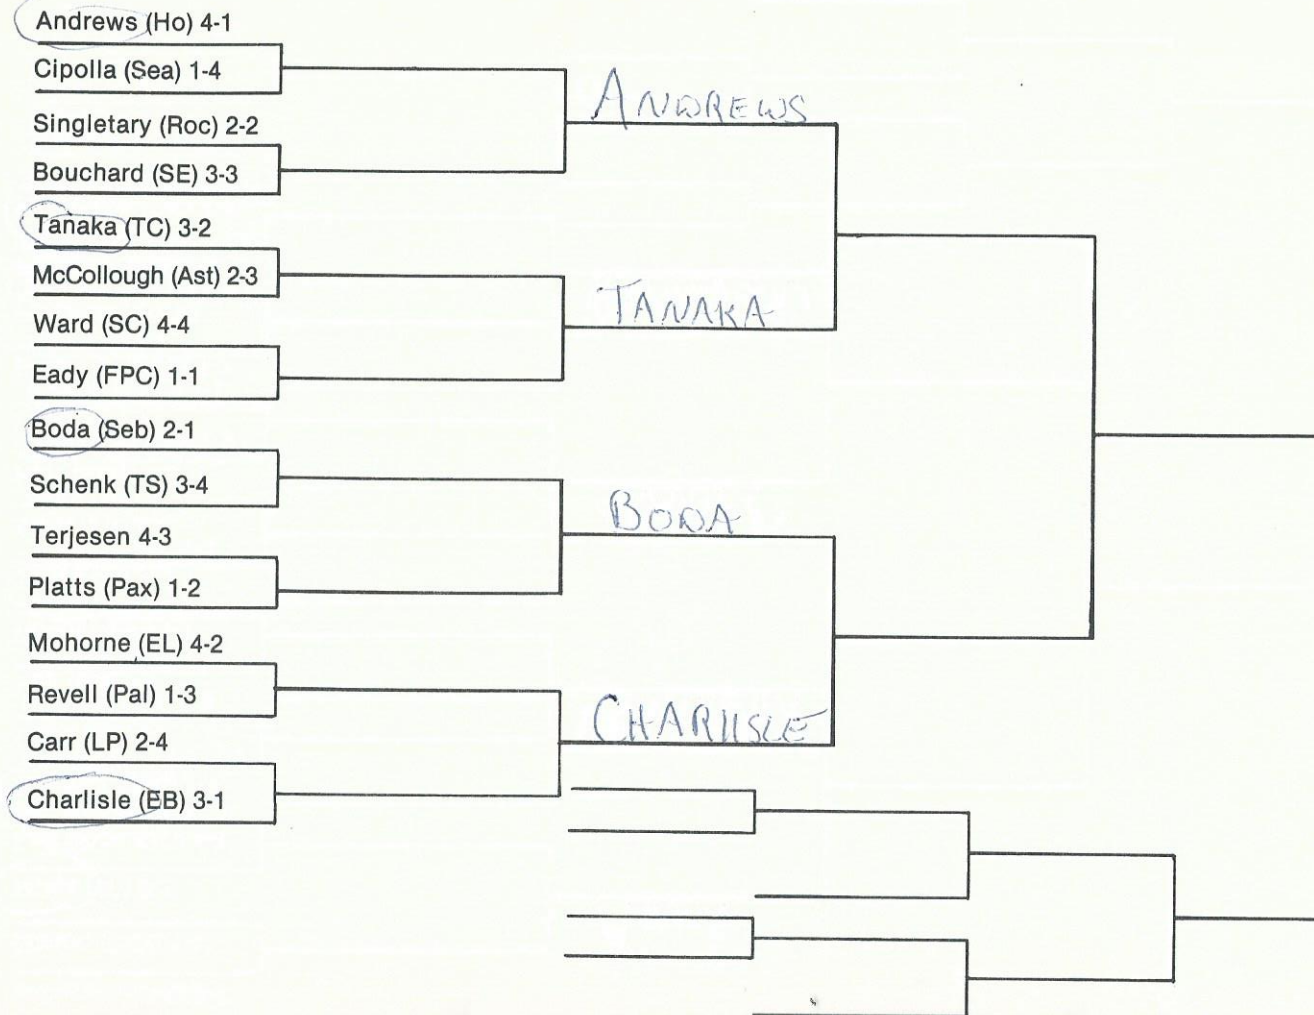 Andrews (Ho) 4-1
Cipolla (Sea) 1-4
Singletary (Roc) 2-2
Bouchard (SE) 3-3
Tanaka (TC) 3-2
McCollough (Ast) 2-3
Ward (SC) 4-4
Eady (FPC) 1-1
Boda (Seb) 2-1
Schenk (TS) 3-4
Terjesen 4-3
Platts (Pax) 1-2
Mohorne (EL) 4-2
Revell (Pal) 1-3
Carr (LP) 2-4
Charlisle (EB) 3-1
ANDREWS
TANAKA
BODA
CHARLISLE